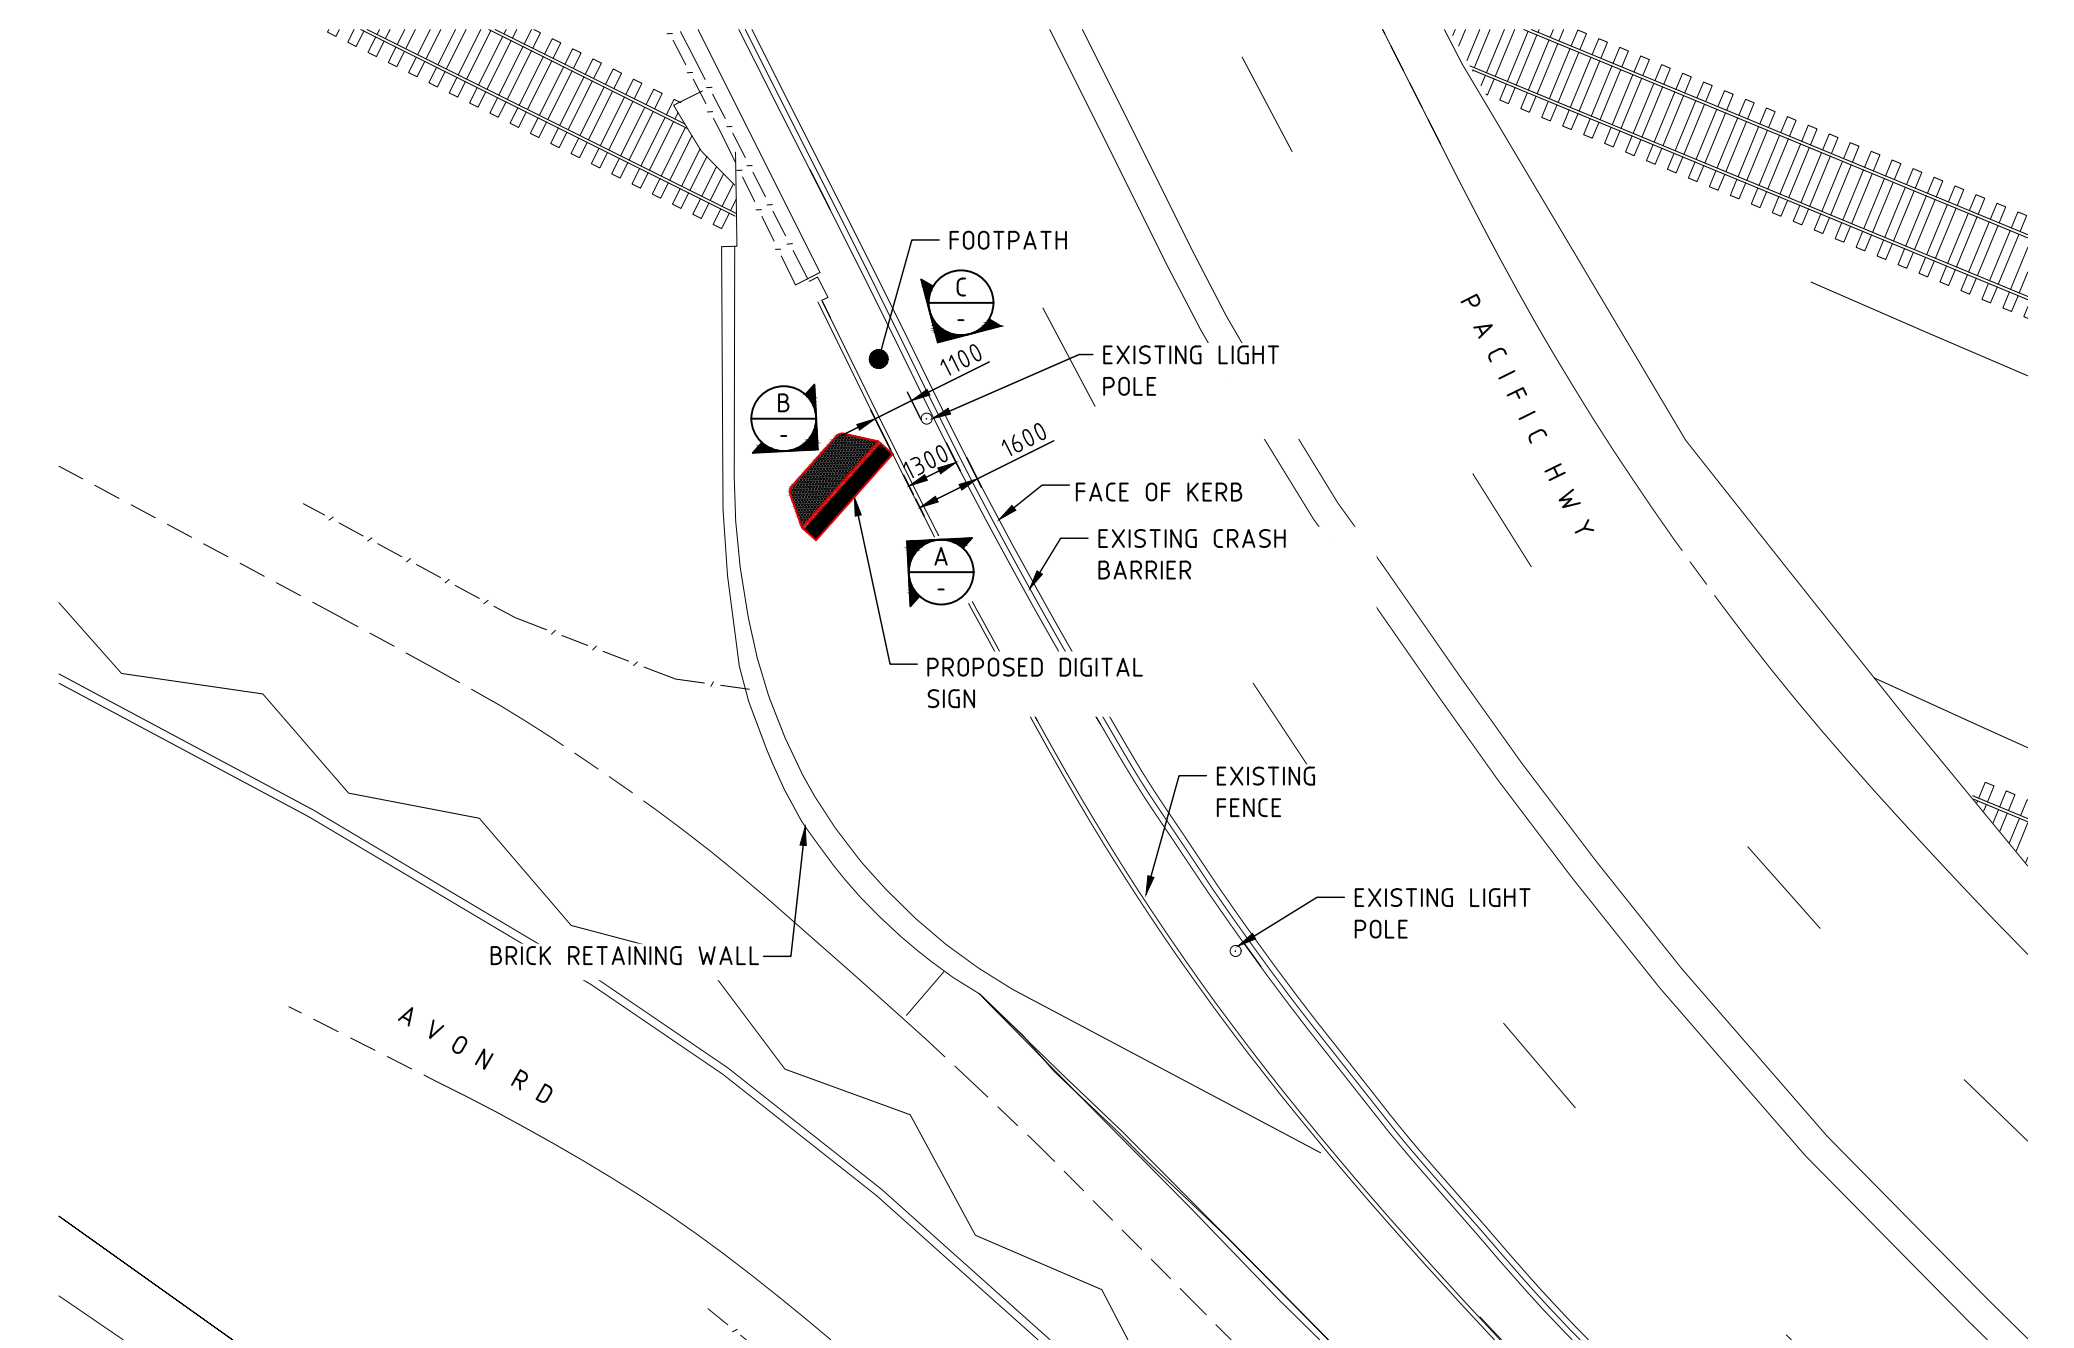 FOOTPATH
C
-
1100
EXISTING LIGHT
POLE
PACIFIC HWY
B
-
1300
1600
FACE OF KERB
EXISTING CRASH
BARRIER
A
-
PROPOSED DIGITAL
SIGN
EXISTING
FENCE
EXISTING LIGHT
POLE
BRICK RETAINING WALL
AVON RD